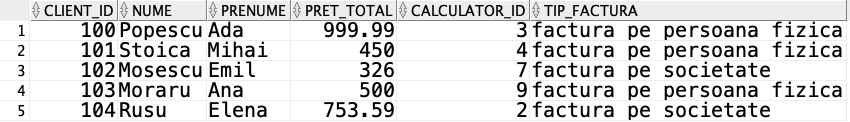 CLIENT_ID NUME PRENUME PRET_TOTAL CALCULATOR_ID TIP_FACTURA
1 100 Popescu Ada 999.99 3 factura pe persoana fizica
2 101 Stoica Mihai 450 4 factura pe persoana fizica
3 102 Mosescu Emil 326 7 factura pe societate
4 103 Moraru Ana 500 9 factura pe persoana fizica
5 104 Rusu Elena 753.59 2 factura pe societate